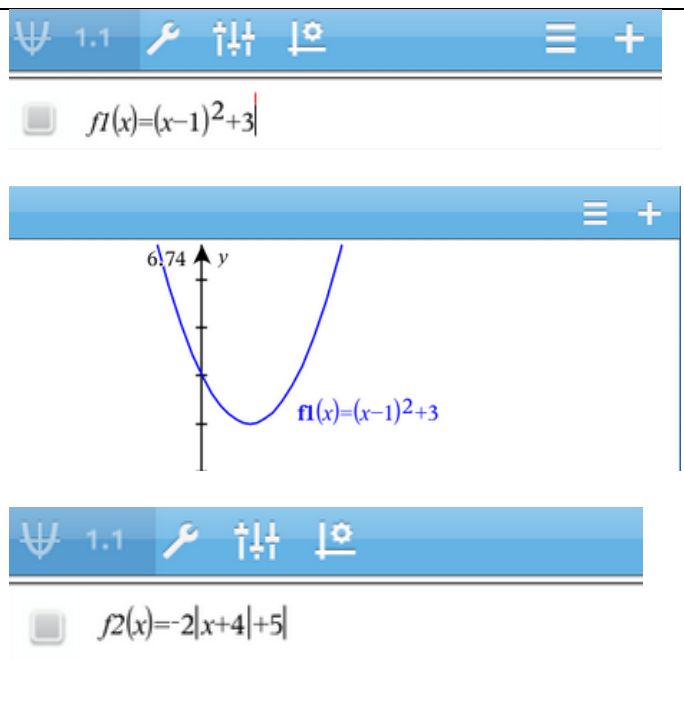 1.1
f1(x)=(x−1)²+3
6.74 y
f1(x)=(x−1)²+3
1.1
f2(x)=-2|x+4|+5